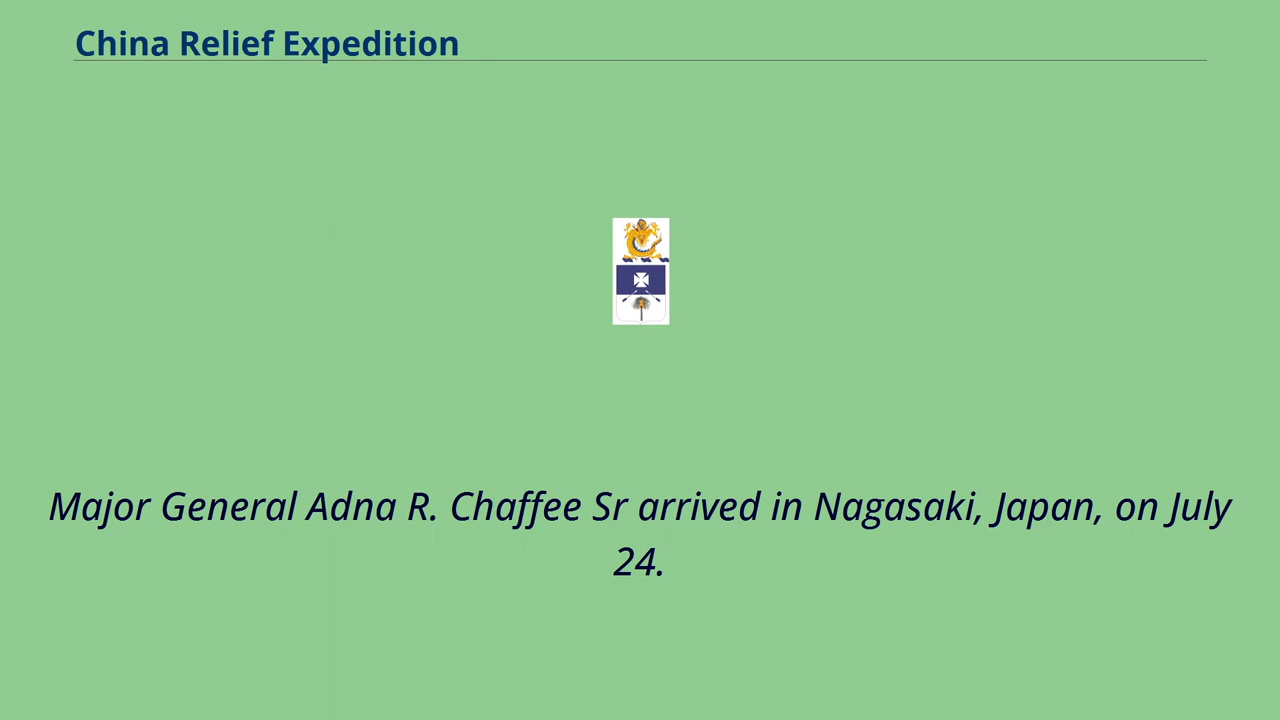 China Relief Expedition
Major General Adna R. Chaffee Sr arrived in Nagasaki, Japan, on July
24.